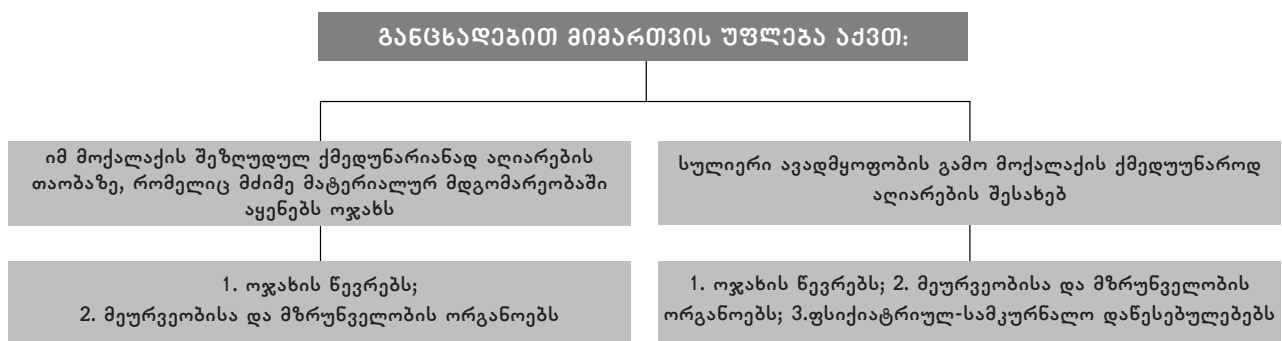 განცხადებით მიმართვის უფლება აქვთ:
იმ მოქალაქის შეზღუდულ ქმედუნარიანად აღიარების
თაობაზე, რომელიც მძიმე მატერიალურ მდგომარეობაში
აყენებს ოჯახს
სულიერი ავადმყოფობის გამო მოქალაქის ქმედუუნაროდ
აღიარების შესახებ
1. ოჯახის წევრებს;
2. მეურვეობისა და მზრუნველობის ორგანოებს
1. ოჯახის წევრებს; 2. მეურვეობისა და მზრუნველობის
ორგანოებს; 3.ფსიქიატრიულ-სამკურნალო დაწესებულებებს